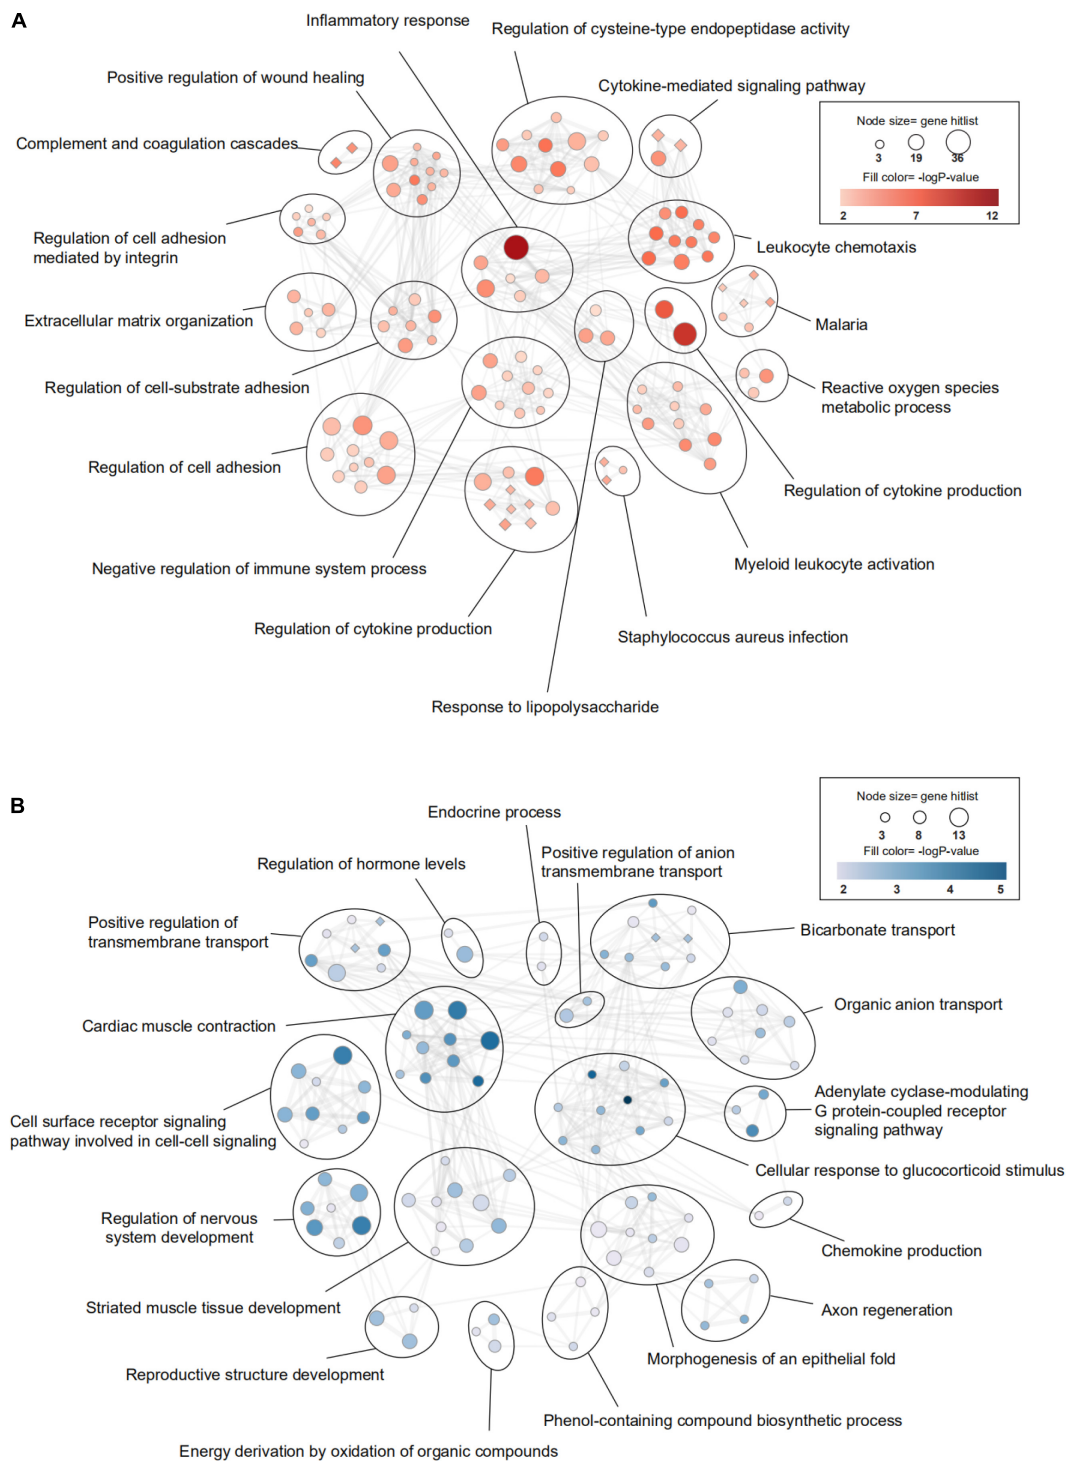 A
Inflammatory response
Regulation of cysteine-type endopeptidase activity
Positive regulation of wound healing
Cytokine-mediated signaling pathway
Complement and coagulation cascades
Node size= gene hitlist
3 19 36
Fill color= -logP-value
2 7 12
Regulation of cell adhesion
mediated by integrin
Leukocyte chemotaxis
Extracellular matrix organization
Malaria
Regulation of cell-substrate adhesion
Reactive oxygen species
metabolic process
Regulation of cell adhesion
Regulation of cytokine production
Negative regulation of immune system process
Myeloid leukocyte activation
Regulation of cytokine production
Staphylococcus aureus infection
Response to lipopolysaccharide
B
Endocrine process
Node size= gene hitlist
3 8 13
Fill color= -logP-value
2 3 4 5
Regulation of hormone levels
Positive regulation of anion
transmembrane transport
Positive regulation of
transmembrane transport
Bicarbonate transport
Cardiac muscle contraction
Organic anion transport
Cell surface receptor signaling
pathway involved in cell-cell signaling
Adenylate cyclase-modulating
G protein-coupled receptor
signaling pathway
Cellular response to glucocorticoid stimulus
Regulation of nervous
system development
Chemokine production
Striated muscle tissue development
Axon regeneration
Reproductive structure development
Morphogenesis of an epithelial fold
Phenol-containing compound biosynthetic process
Energy derivation by oxidation of organic compounds